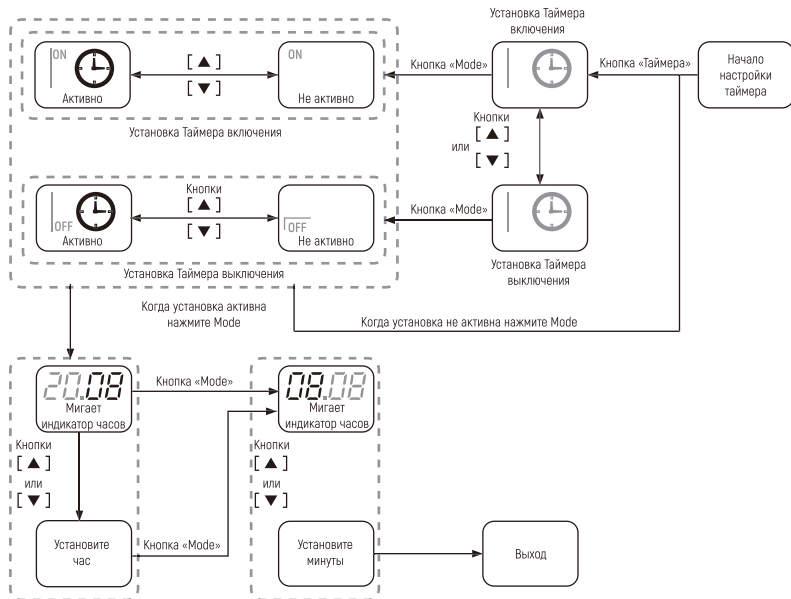 Установка Таймера
включения
ON
Активно
[▲]
[▼]
ON
Не активно
Установка Таймера включения
Кнопка «Mode»
Кнопка «Таймера»
Начало
настройки
таймера
Кнопки
[▲]
или
[▼]
OFF
Активно
Кнопки
[▲]
[▼]
OFF
Не активно
Установка Таймера выключения
Кнопка «Mode»
Установка Таймера
выключения
Когда установка активна
нажмите Mode
Когда установка не активна нажмите Mode
20.08
Мигает
индикатор часов
Кнопка «Mode»
08.08
Мигает
индикатор часов
Кнопки
[▲]
или
[▼]
Кнопки
[▲]
или
[▼]
Установите
час
Кнопка «Mode»
Установите
минуты
Выход